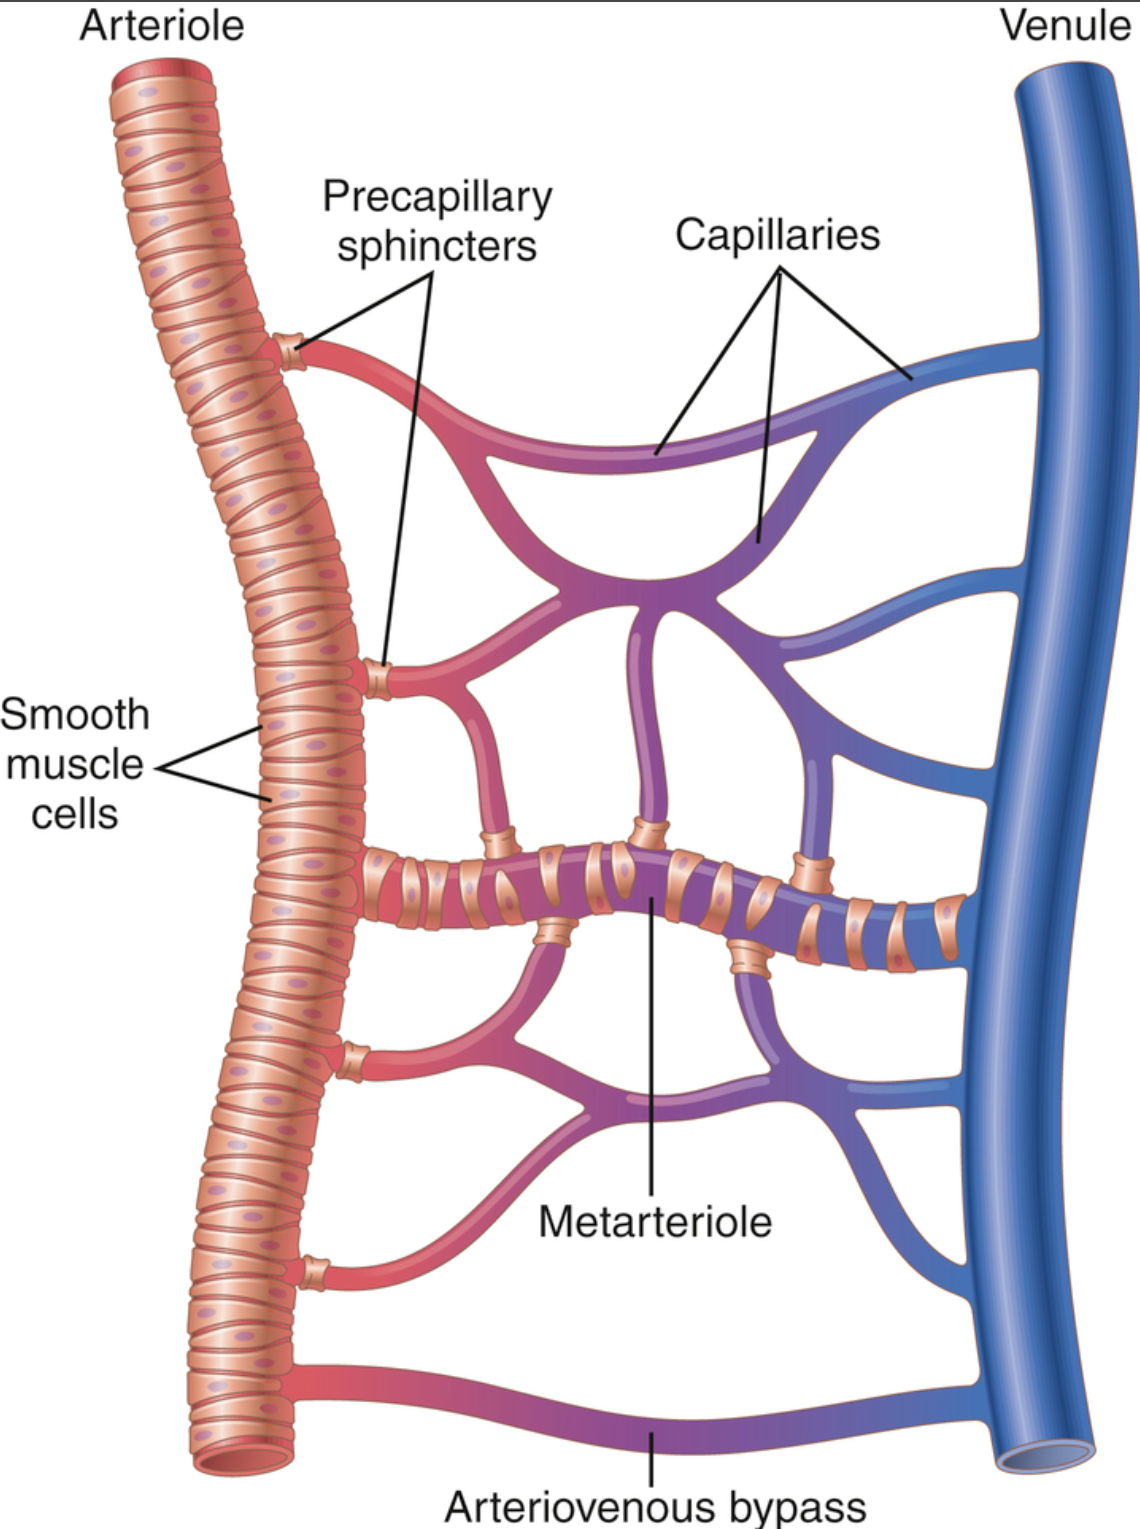 Arteriole
Venule
Precapillary
sphincters
Capillaries
Smooth
muscle
cells
Metarteriole
Arteriovenous bypass